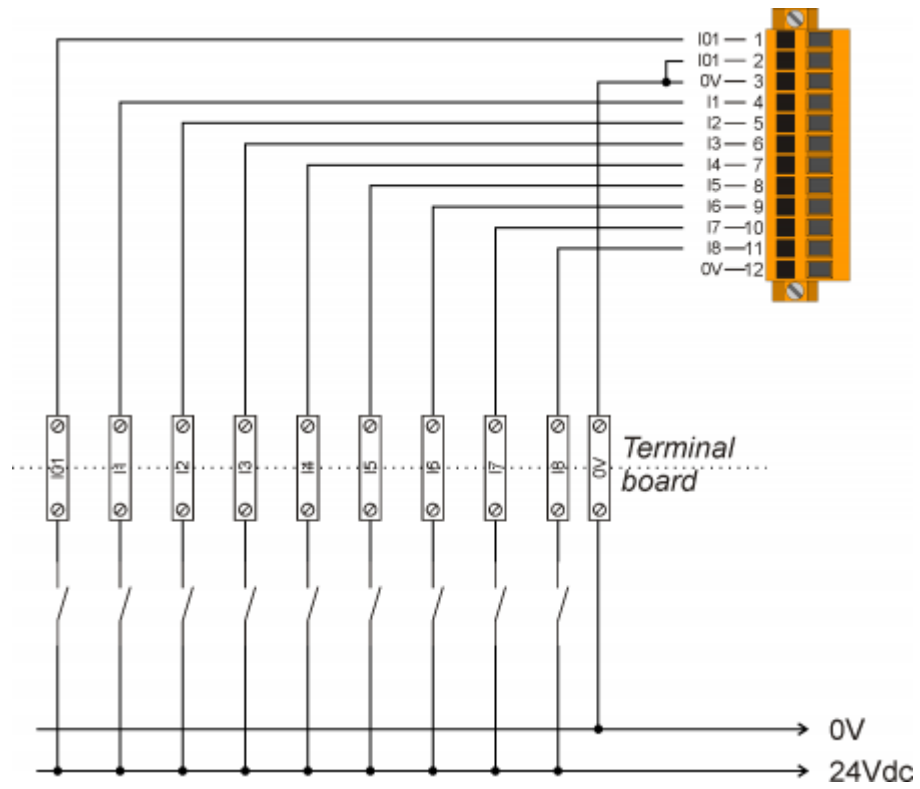 I01 — 1
I01 — 2
0V — 3
I1 — 4
I2 — 5
I3 — 6
I4 — 7
I5 — 8
I6 — 9
I7 —10
I8 —11
0V —12
I01 I1 I2 I3 I4 I5 I6 I7 I8 0V
Terminal
board
0V
24Vdc